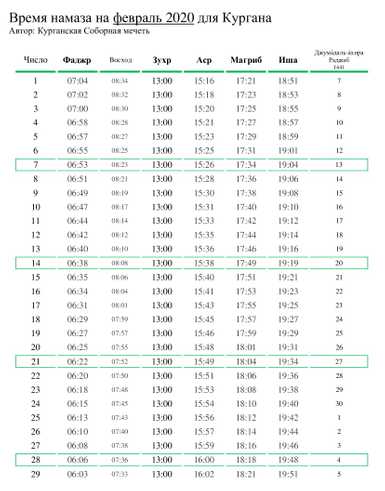 Время намаза на февраль 2020 для Кургана
Автор: Курганская Соборная мечеть
Число Фаджр Восход Зухр Аср Магриб Иша Джумадаль-ахира Раджаб 1441
1 07:04 08:34 13:00 15:16 17:21 18:51 7
2 07:02 08:32 13:00 15:18 17:23 18:53 8
3 07:00 08:30 13:00 15:20 17:25 18:55 9
4 06:58 08:28 13:00 15:21 17:27 18:57 10
5 06:57 08:27 13:00 15:23 17:29 18:59 11
6 06:55 08:25 13:00 15:25 17:31 19:01 12
7 06:53 08:23 13:00 15:26 17:34 19:04 13
8 06:51 08:21 13:00 15:28 17:36 19:06 14
9 06:49 08:19 13:00 15:30 17:38 19:08 15
10 06:47 08:17 13:00 15:31 17:40 19:10 16
11 06:44 08:14 13:00 15:33 17:42 19:12 17
12 06:42 08:12 13:00 15:35 17:44 19:14 18
13 06:40 08:10 13:00 15:36 17:46 19:16 19
14 06:38 08:08 13:00 15:38 17:49 19:19 20
15 06:35 08:06 13:00 15:40 17:51 19:21 21
16 06:34 08:04 13:00 15:41 17:53 19:23 22
17 06:31 08:01 13:00 15:43 17:55 19:25 23
18 06:29 07:59 13:00 15:45 17:57 19:27 24
19 06:27 07:57 13:00 15:46 17:59 19:29 25
20 06:25 07:55 13:00 15:48 18:01 19:31 26
21 06:22 07:52 13:00 15:49 18:04 19:34 27
22 06:20 07:50 13:00 15:51 18:06 19:36 28
23 06:18 07:48 13:00 15:53 18:08 19:38 29
24 06:15 07:45 13:00 15:54 18:10 19:40 30
25 06:13 07:43 13:00 15:56 18:12 19:42 1
26 06:10 07:40 13:00 15:57 18:14 19:44 2
27 06:08 07:38 13:00 15:59 18:16 19:46 3
28 06:06 07:36 13:00 16:00 18:18 19:48 4
29 06:03 07:33 13:00 16:02 18:21 19:51 5